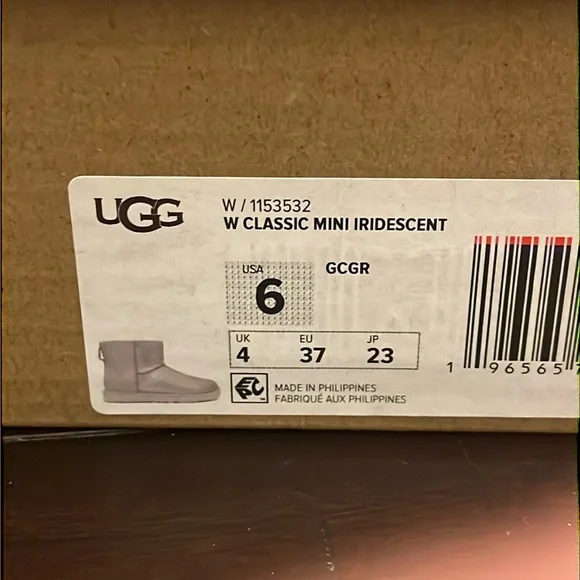 UGG
W / 1153532
W CLASSIC MINI IRIDESCENT
USA
6
GCGR
UK EU JP
4 37 23
MADE IN PHILIPPINES
FABRIQUÉ AUX PHILIPPINES
1 96565